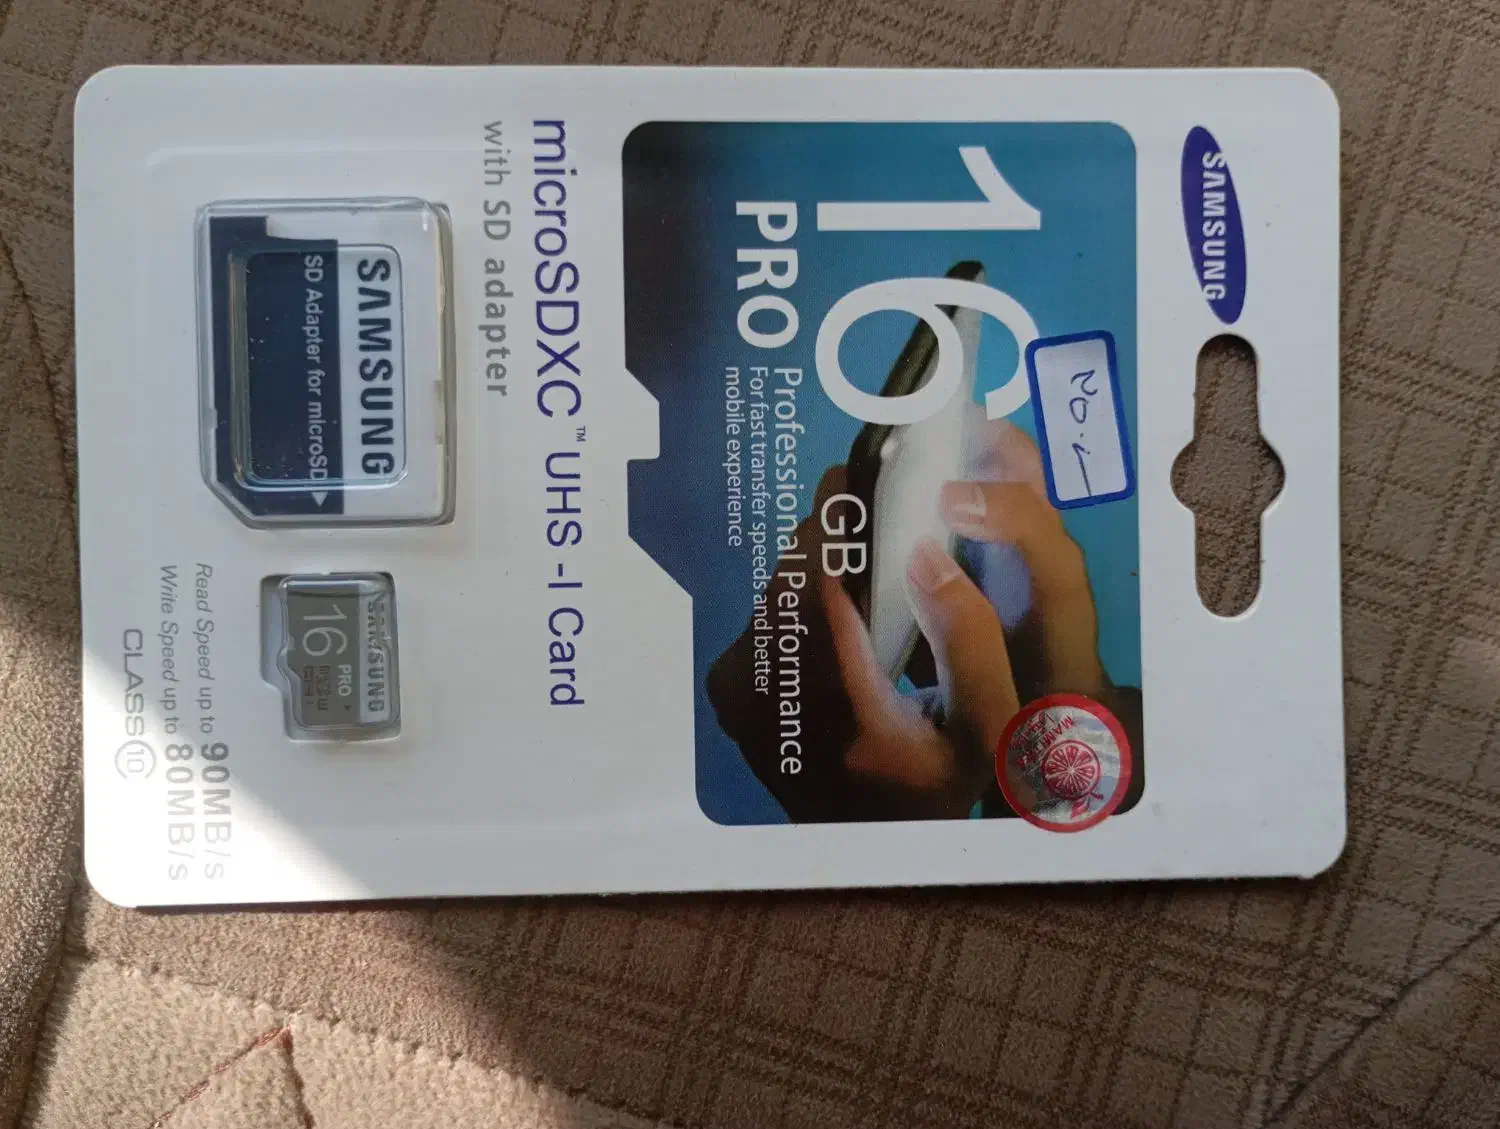 SAMSUNG
No.1
16
GB
PRO
Professional Performance
For fast transfer speeds and better
mobile experience
microSDXC™ UHS -I Card
with SD adapter
SAMSUNG
SD Adapter for microSD
SAMSUNG
PRO
16
Read Speed up to 90MB/s
Write Speed up to 80MB/s
CLASS 10